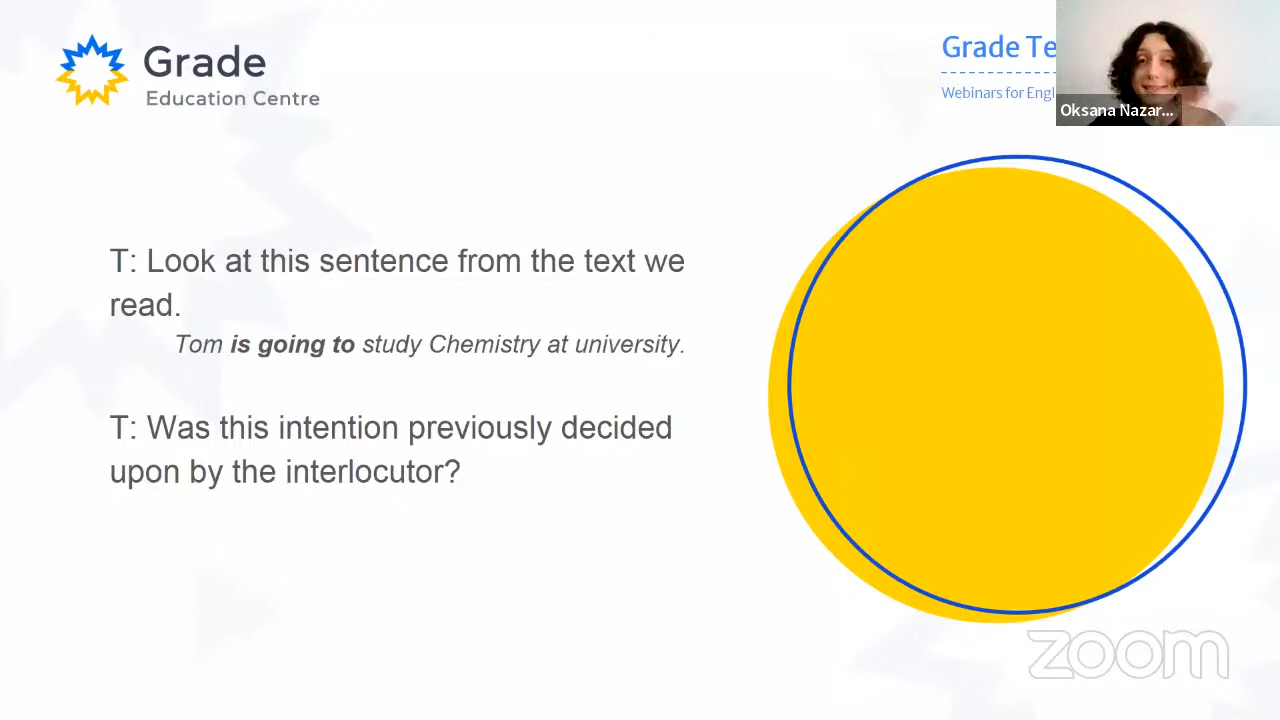 Grade
Education Centre
Grade Te
Webinars for Engl
Oksana Nazar...
T: Look at this sentence from the text we
read.
Tom is going to study Chemistry at university.
T: Was this intention previously decided
upon by the interlocutor?
zoom